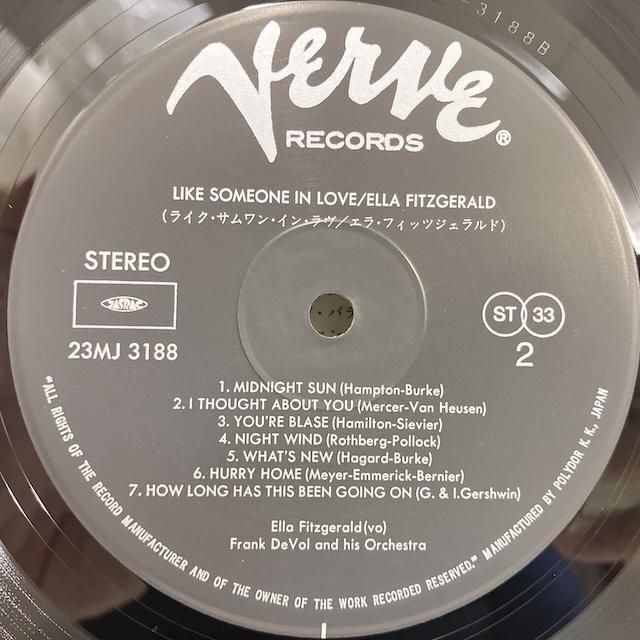 3188B
Verve
RECORDS®
LIKE SOMEONE IN LOVE/ELLA FITZGERALD
(ライク・サムワン・イン・ラヴ/エラ・フィッツジェラルド)
STEREO
JASRAC
23MJ 3188
ST 33
2
・バラ
1. MIDNIGHT SUN (Hampton-Burke)
2. I THOUGHT ABOUT YOU (Mercer-Van Heusen)
3. YOU'RE BLASE (Hamilton-Sievier)
4. NIGHT WIND (Rothberg-Pollock)
5. WHAT'S NEW (Hagard-Burke)
6. HURRY HOME (Meyer-Emmerick-Bernier)
7. HOW LONG HAS THIS BEEN GOING ON (G. & I.Gershwin)
Ella Fitzgerald(vo)
Frank DeVol and his Orchestra
"ALL RIGHTS OF THE RECORD MANUFACTURER AND OF THE OWNER OF THE WORK RECORDED RESERVED." MANUFACTURED BY POLYDOR K. K., JAPAN